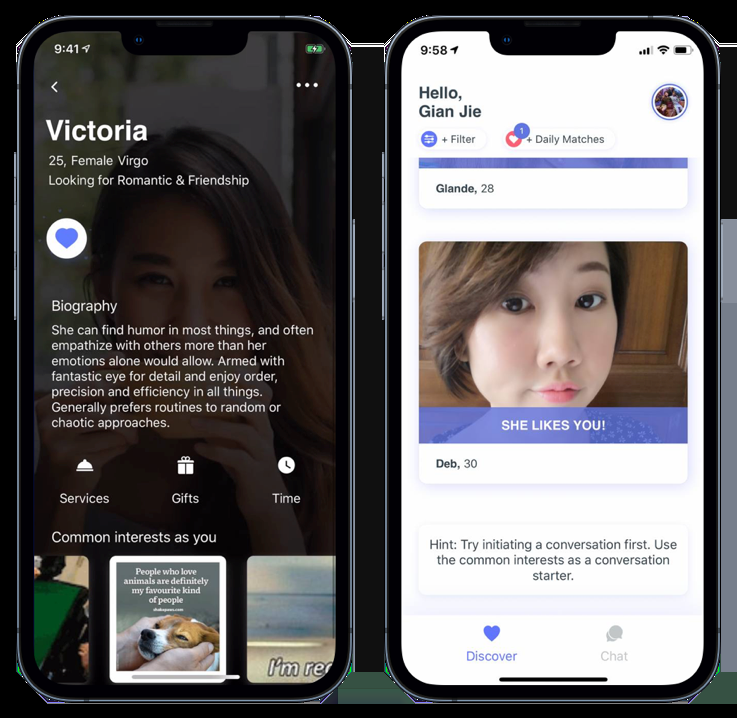 9:41
Victoria
25, Female Virgo
Looking for Romantic & Friendship
Biography
She can find humor in most things, and often
empathize with others more than her
emotions alone would allow. Armed with
fantastic eye for detail and enjoy order,
precision and efficiency in all things.
Generally prefers routines to random or
chaotic approaches.
Services
Gifts
Time
Common interests as you
People who love
animals are definitely
my favourite kind
of people
I'm rec
9:58
Hello,
Gian Jie
+ Filter
1
+ Daily Matches
Glande, 28
SHE LIKES YOU!
Deb, 30
Hint: Try initiating a conversation first. Use
the common interests as a conversation
starter.
Discover
Chat